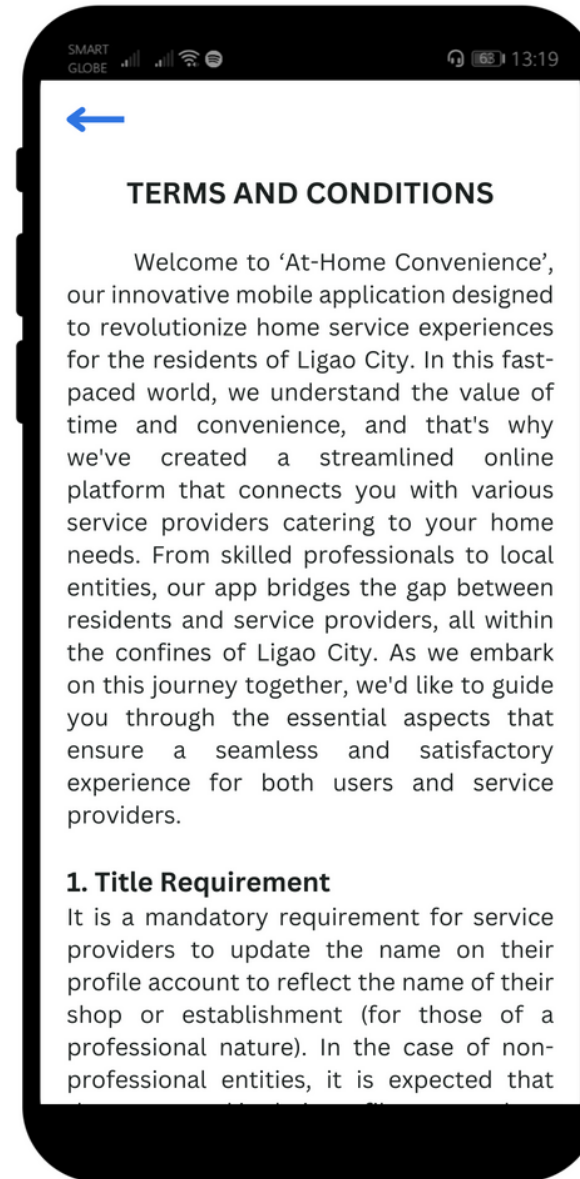 SMART
GLOBE
63 13:19
TERMS AND CONDITIONS
Welcome to ‘At-Home Convenience’,
our innovative mobile application designed
to revolutionize home service experiences
for the residents of Ligao City. In this fast-
paced world, we understand the value of
time and convenience, and that's why
we've created a streamlined online
platform that connects you with various
service providers catering to your home
needs. From skilled professionals to local
entities, our app bridges the gap between
residents and service providers, all within
the confines of Ligao City. As we embark
on this journey together, we'd like to guide
you through the essential aspects that
ensure a seamless and satisfactory
experience for both users and service
providers.
1. Title Requirement
It is a mandatory requirement for service
providers to update the name on their
profile account to reflect the name of their
shop or establishment (for those of a
professional nature). In the case of non-
professional entities, it is expected that